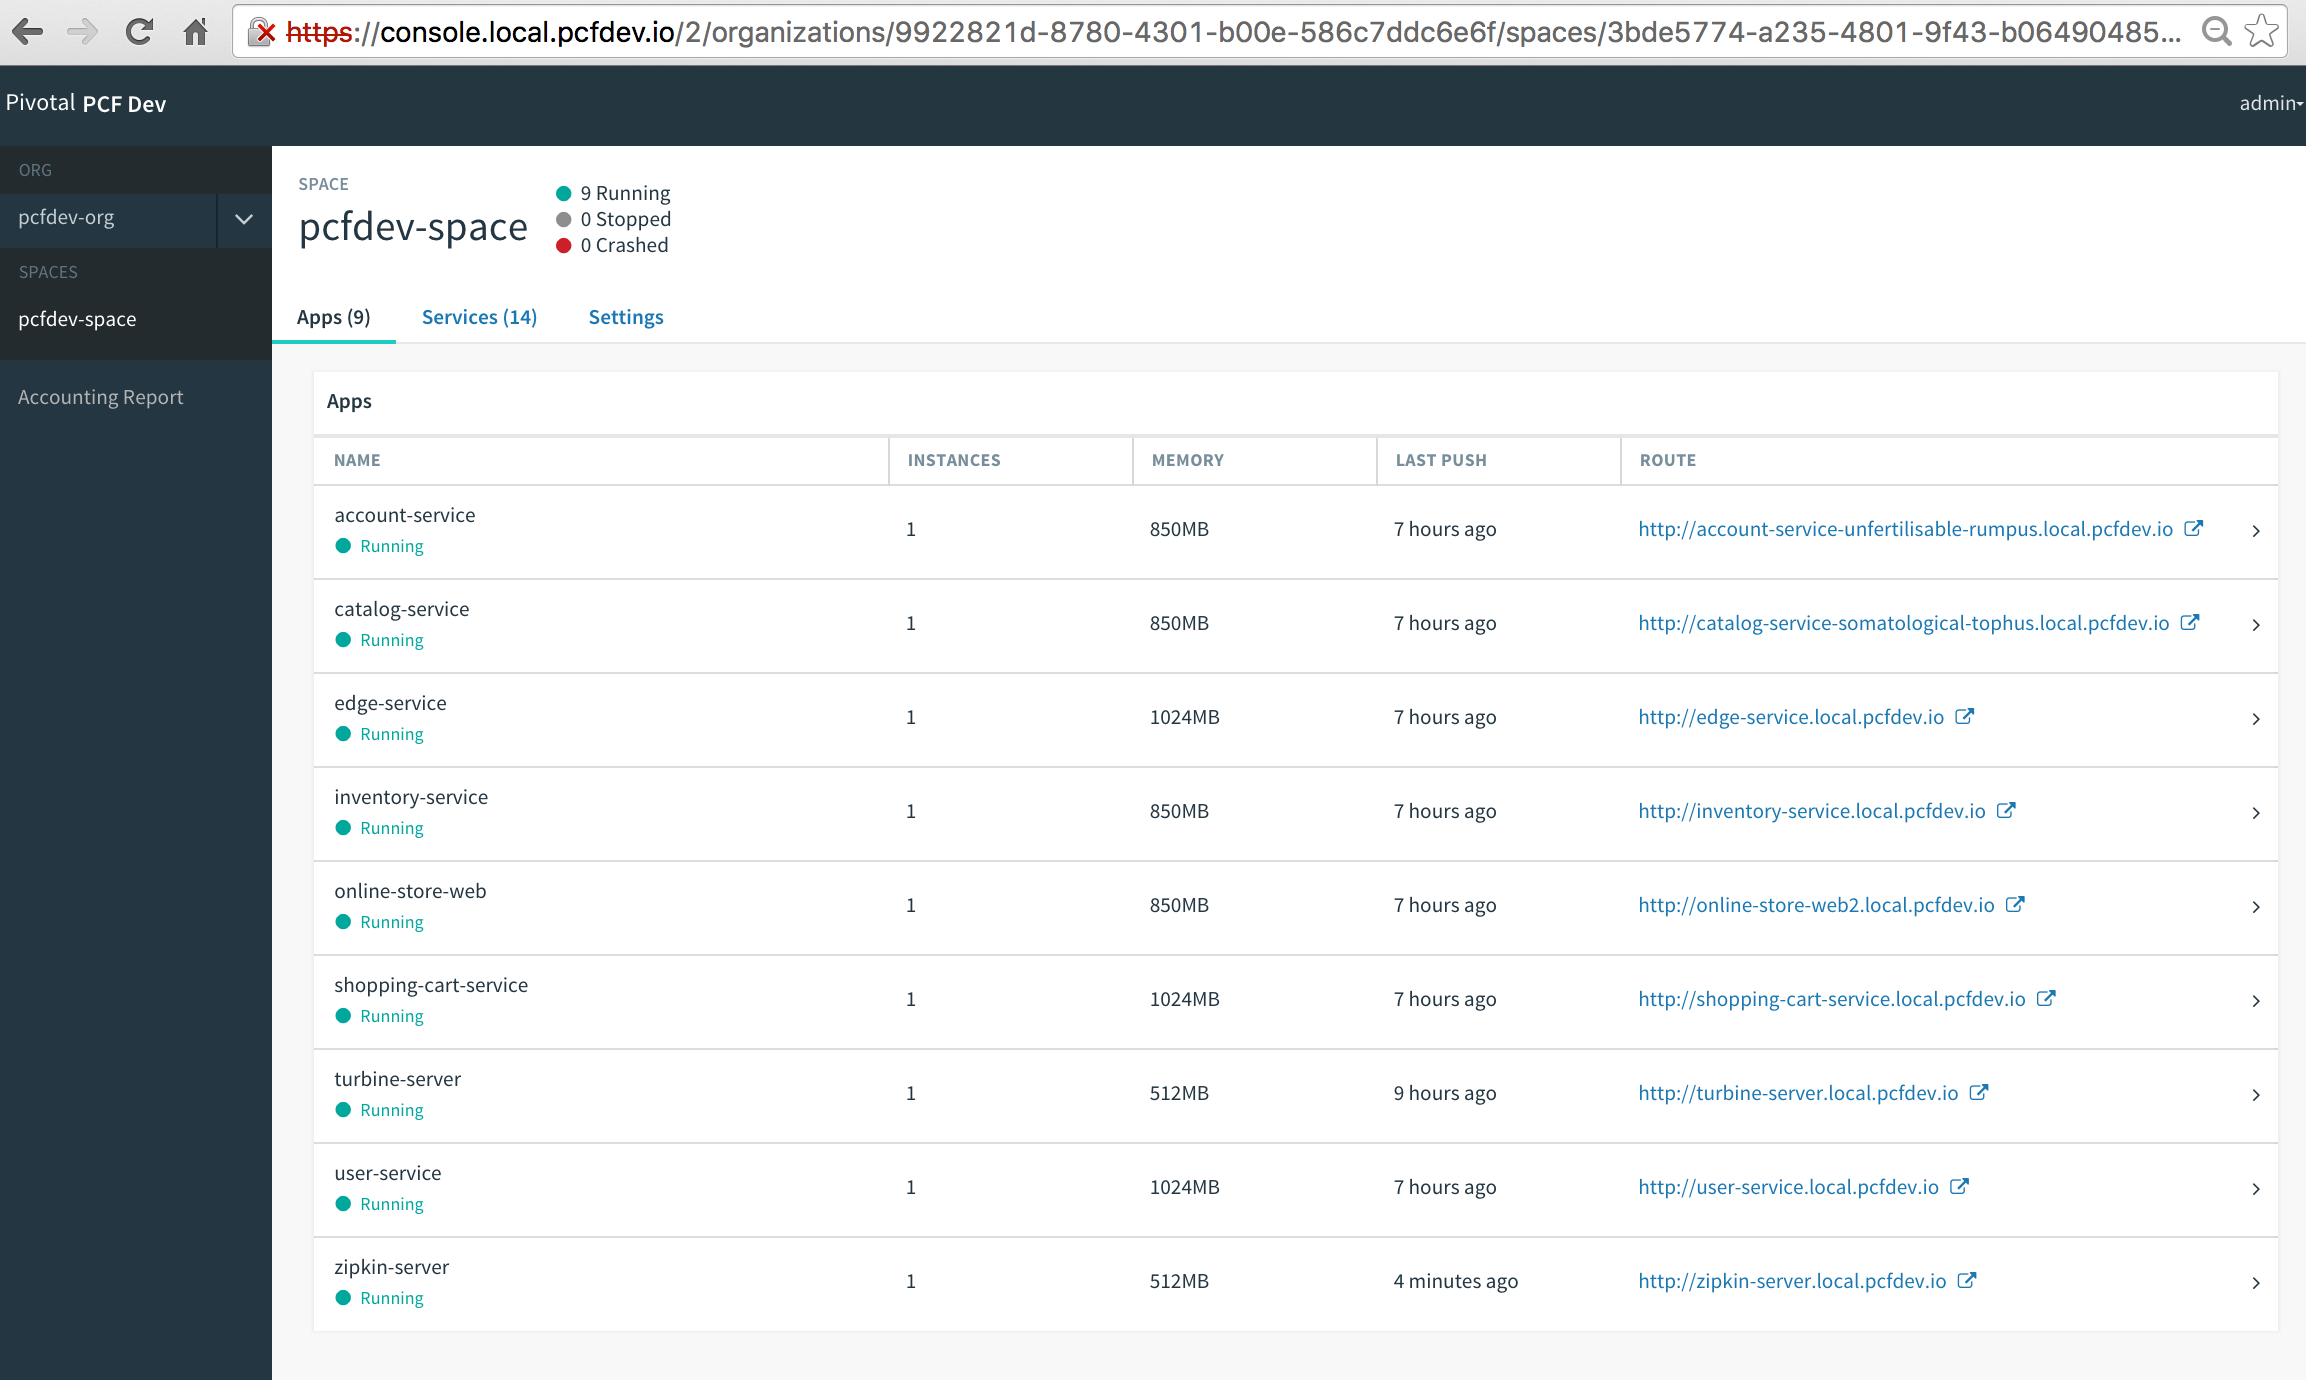 https://console.local.pcfdev.io/2/organizations/9922821d-8780-4301-b00e-586c7ddc6e6f/spaces/3bde5774-a235-4801-9f43-b06490485...
Pivotal PCF Dev
admin
ORG
pcfdev-org
SPACES
pcfdev-space
Accounting Report
SPACE
pcfdev-space
9 Running
0 Stopped
0 Crashed
Apps (9) Services (14) Settings
Apps
NAME INSTANCES MEMORY LAST PUSH ROUTE
account-service
Running
1 850MB 7 hours ago http://account-service-unfertilisable-rumpus.local.pcfdev.io
catalog-service
Running
1 850MB 7 hours ago http://catalog-service-somatological-tophus.local.pcfdev.io
edge-service
Running
1 1024MB 7 hours ago http://edge-service.local.pcfdev.io
inventory-service
Running
1 850MB 7 hours ago http://inventory-service.local.pcfdev.io
online-store-web
Running
1 850MB 7 hours ago http://online-store-web2.local.pcfdev.io
shopping-cart-service
Running
1 1024MB 7 hours ago http://shopping-cart-service.local.pcfdev.io
turbine-server
Running
1 512MB 9 hours ago http://turbine-server.local.pcfdev.io
user-service
Running
1 1024MB 7 hours ago http://user-service.local.pcfdev.io
zipkin-server
Running
1 512MB 4 minutes ago http://zipkin-server.local.pcfdev.io